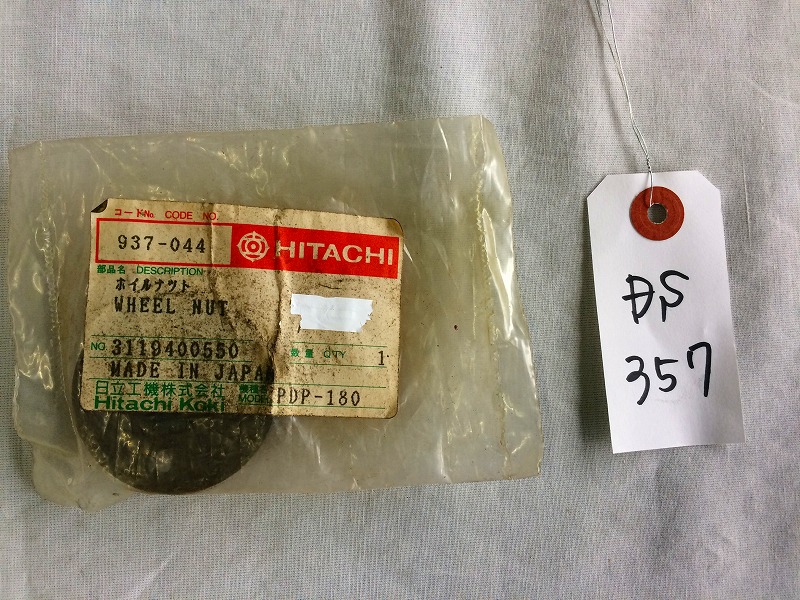 コードNo. CODE NO.
937-044 HITACHI
部品名 DESCRIPTION
ホイルナツト
WHEEL NUT
NO. 3119400550 数量 QTY 1
MADE IN JAPAN
日立工機株式会社
Hitachi Koki MODEL PDP-180
357